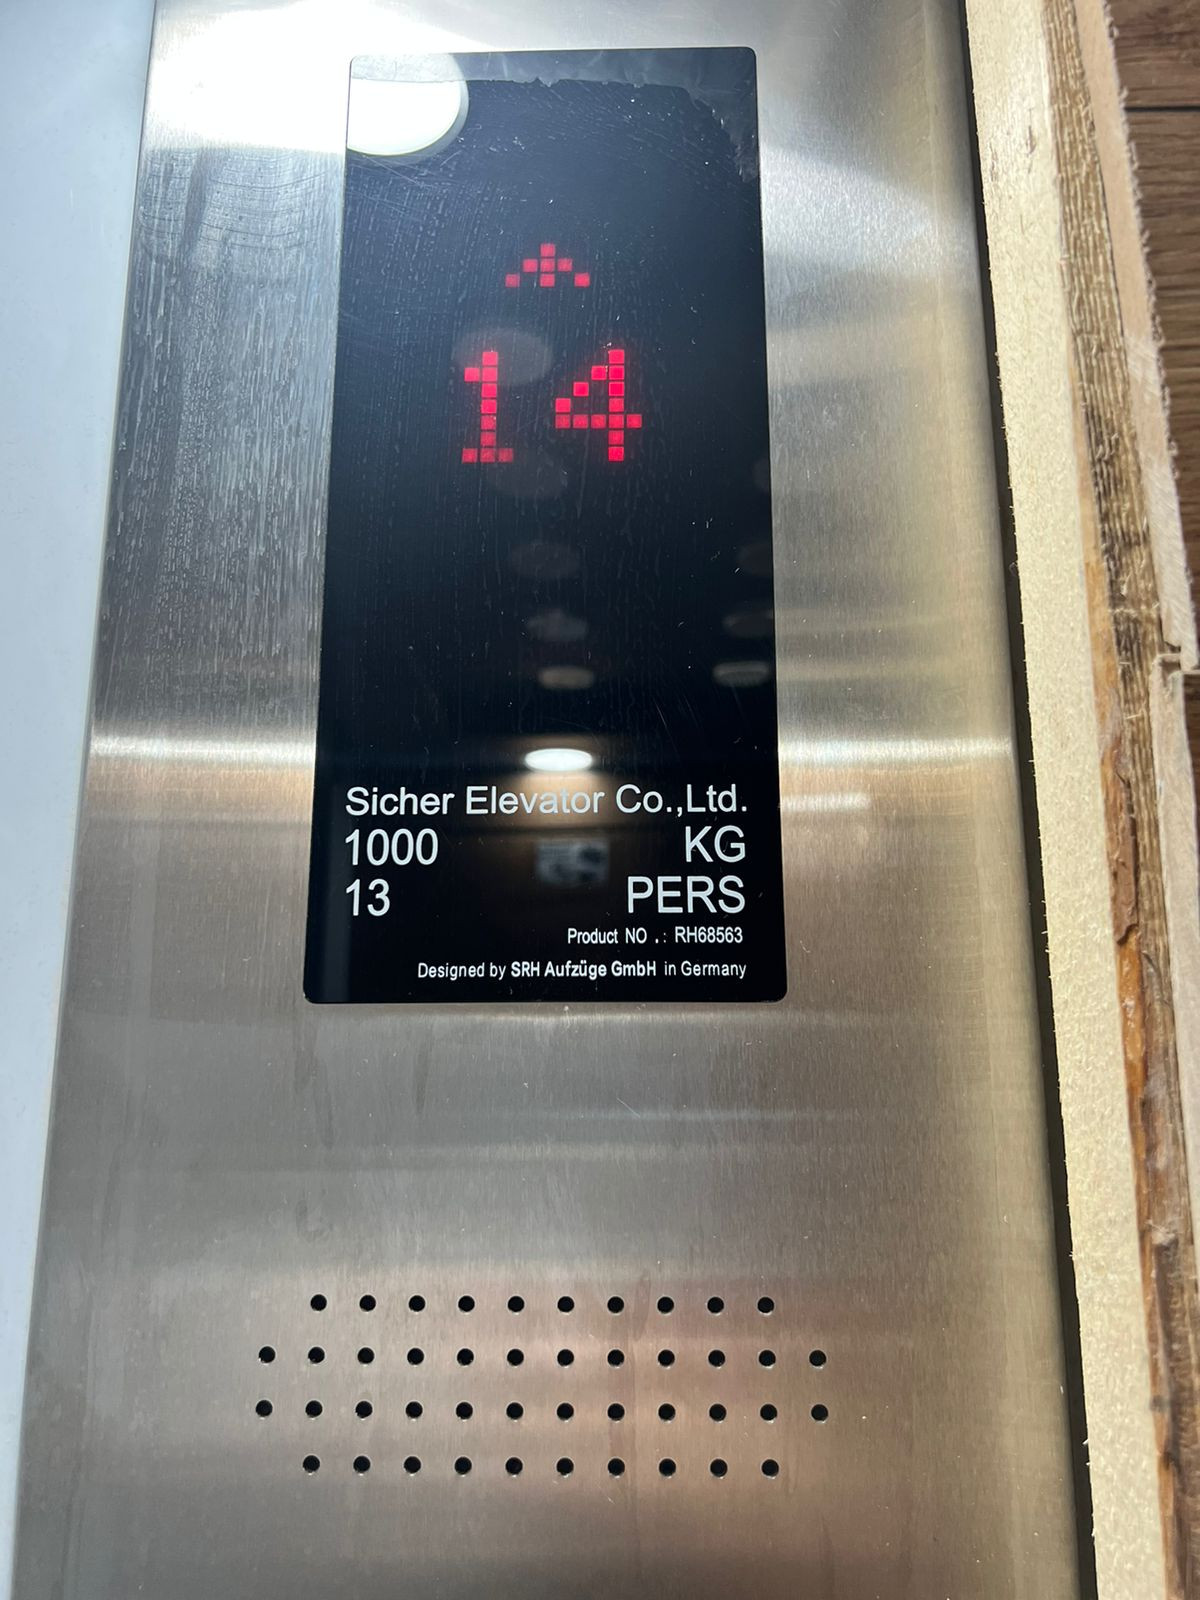 14
Sicher Elevator Co.,Ltd.
1000 KG
13 PERS
Product NO .: RH68563
Designed by SRH Aufzüge GmbH in Germany